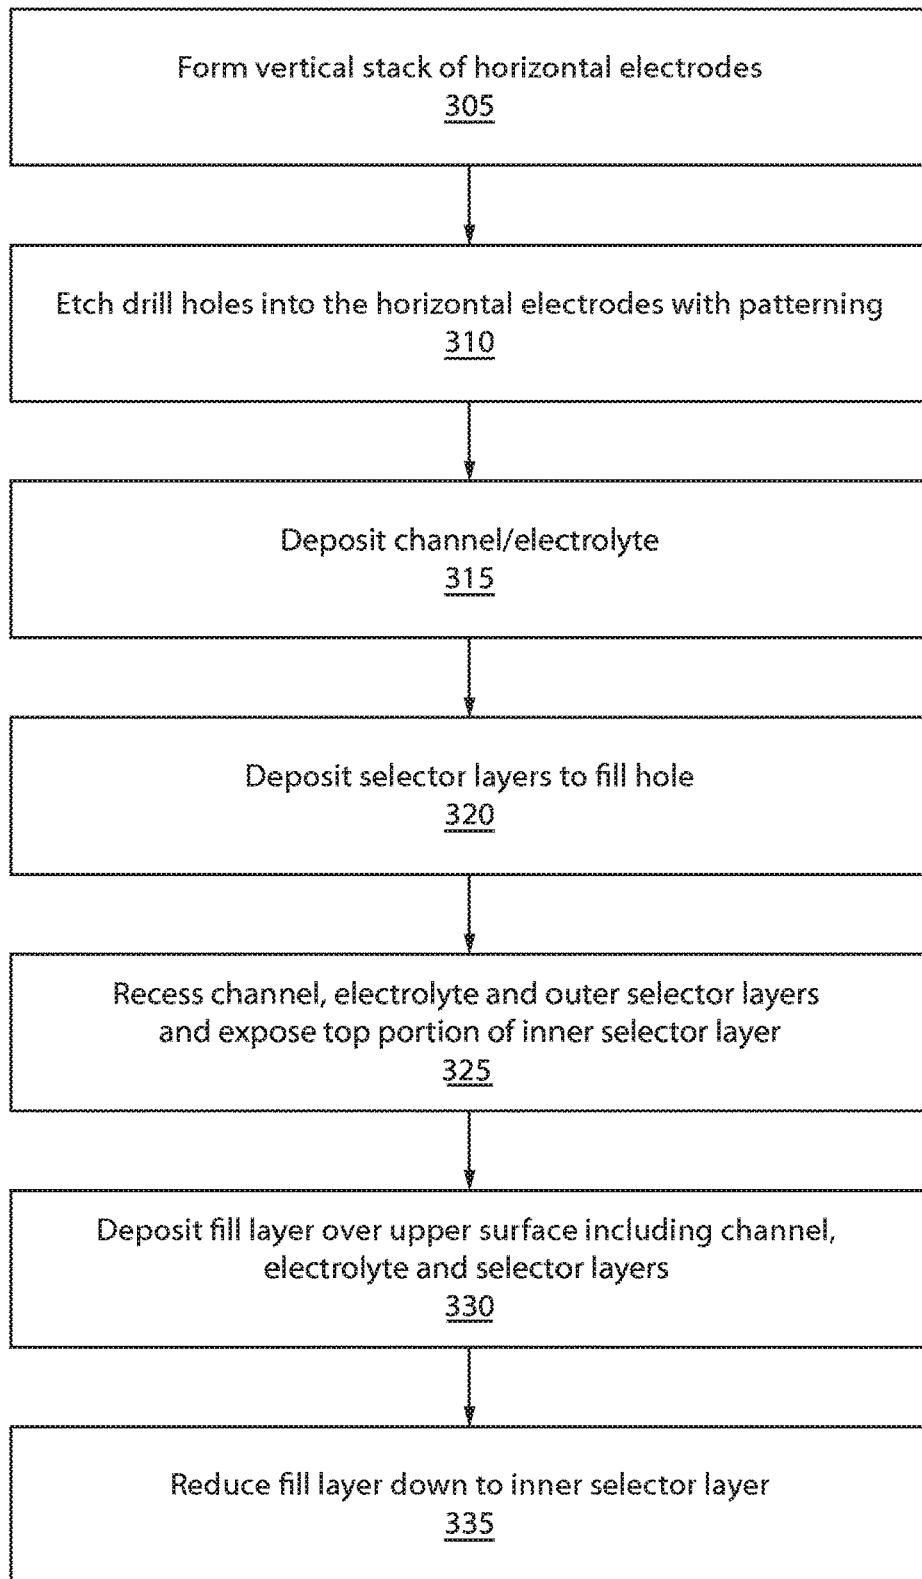 Form vertical stack of horizontal electrodes
305
Etch drill holes into the horizontal electrodes with patterning
310
Deposit channel/electrolyte
315
Deposit selector layers to fill hole
320
Recess channel, electrolyte and outer selector layers
and expose top portion of inner selector layer
325
Deposit fill layer over upper surface including channel,
electrolyte and selector layers
330
Reduce fill layer down to inner selector layer
335